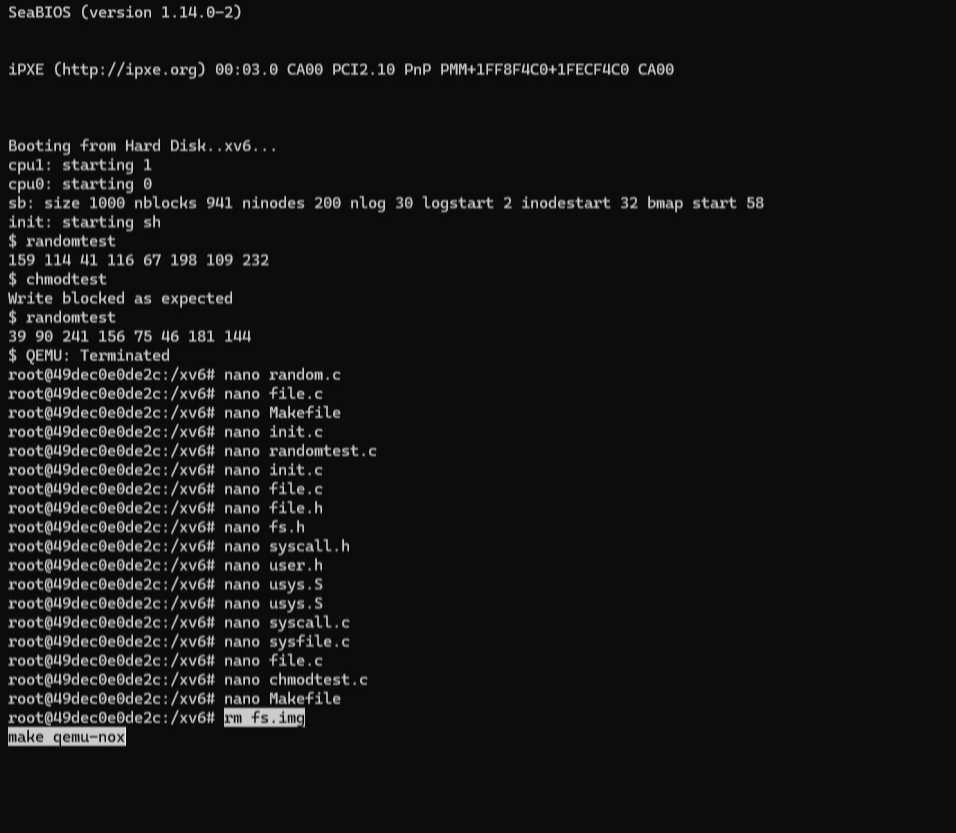 SeaBIOS (version 1.14.0-2)
iPXE (http://ipxe.org) 00:03.0 CA00 PCI2.10 PnP PMM+1FF8F4C0+1FECF4C0 CA00
Booting from Hard Disk..xv6...
cpu1: starting 1
cpu0: starting 0
sb: size 1000 nblocks 941 ninodes 200 nlog 30 logstart 2 inodestart 32 bmap start 58
init: starting sh
$ randomtest
159 114 41 116 67 198 109 232
$ chmodtest
Write blocked as expected
$ randomtest
39 90 241 156 75 46 181 144
$ QEMU: Terminated
root@49dec0e0de2c:/xv6# nano random.c
root@49dec0e0de2c:/xv6# nano file.c
root@49dec0e0de2c:/xv6# nano Makefile
root@49dec0e0de2c:/xv6# nano init.c
root@49dec0e0de2c:/xv6# nano randomtest.c
root@49dec0e0de2c:/xv6# nano init.c
root@49dec0e0de2c:/xv6# nano file.c
root@49dec0e0de2c:/xv6# nano file.h
root@49dec0e0de2c:/xv6# nano fs.h
root@49dec0e0de2c:/xv6# nano syscall.h
root@49dec0e0de2c:/xv6# nano user.h
root@49dec0e0de2c:/xv6# nano usys.S
root@49dec0e0de2c:/xv6# nano usys.S
root@49dec0e0de2c:/xv6# nano syscall.c
root@49dec0e0de2c:/xv6# nano sysfile.c
root@49dec0e0de2c:/xv6# nano file.c
root@49dec0e0de2c:/xv6# nano chmodtest.c
root@49dec0e0de2c:/xv6# nano Makefile
root@49dec0e0de2c:/xv6# rm fs.img
make qemu-nox